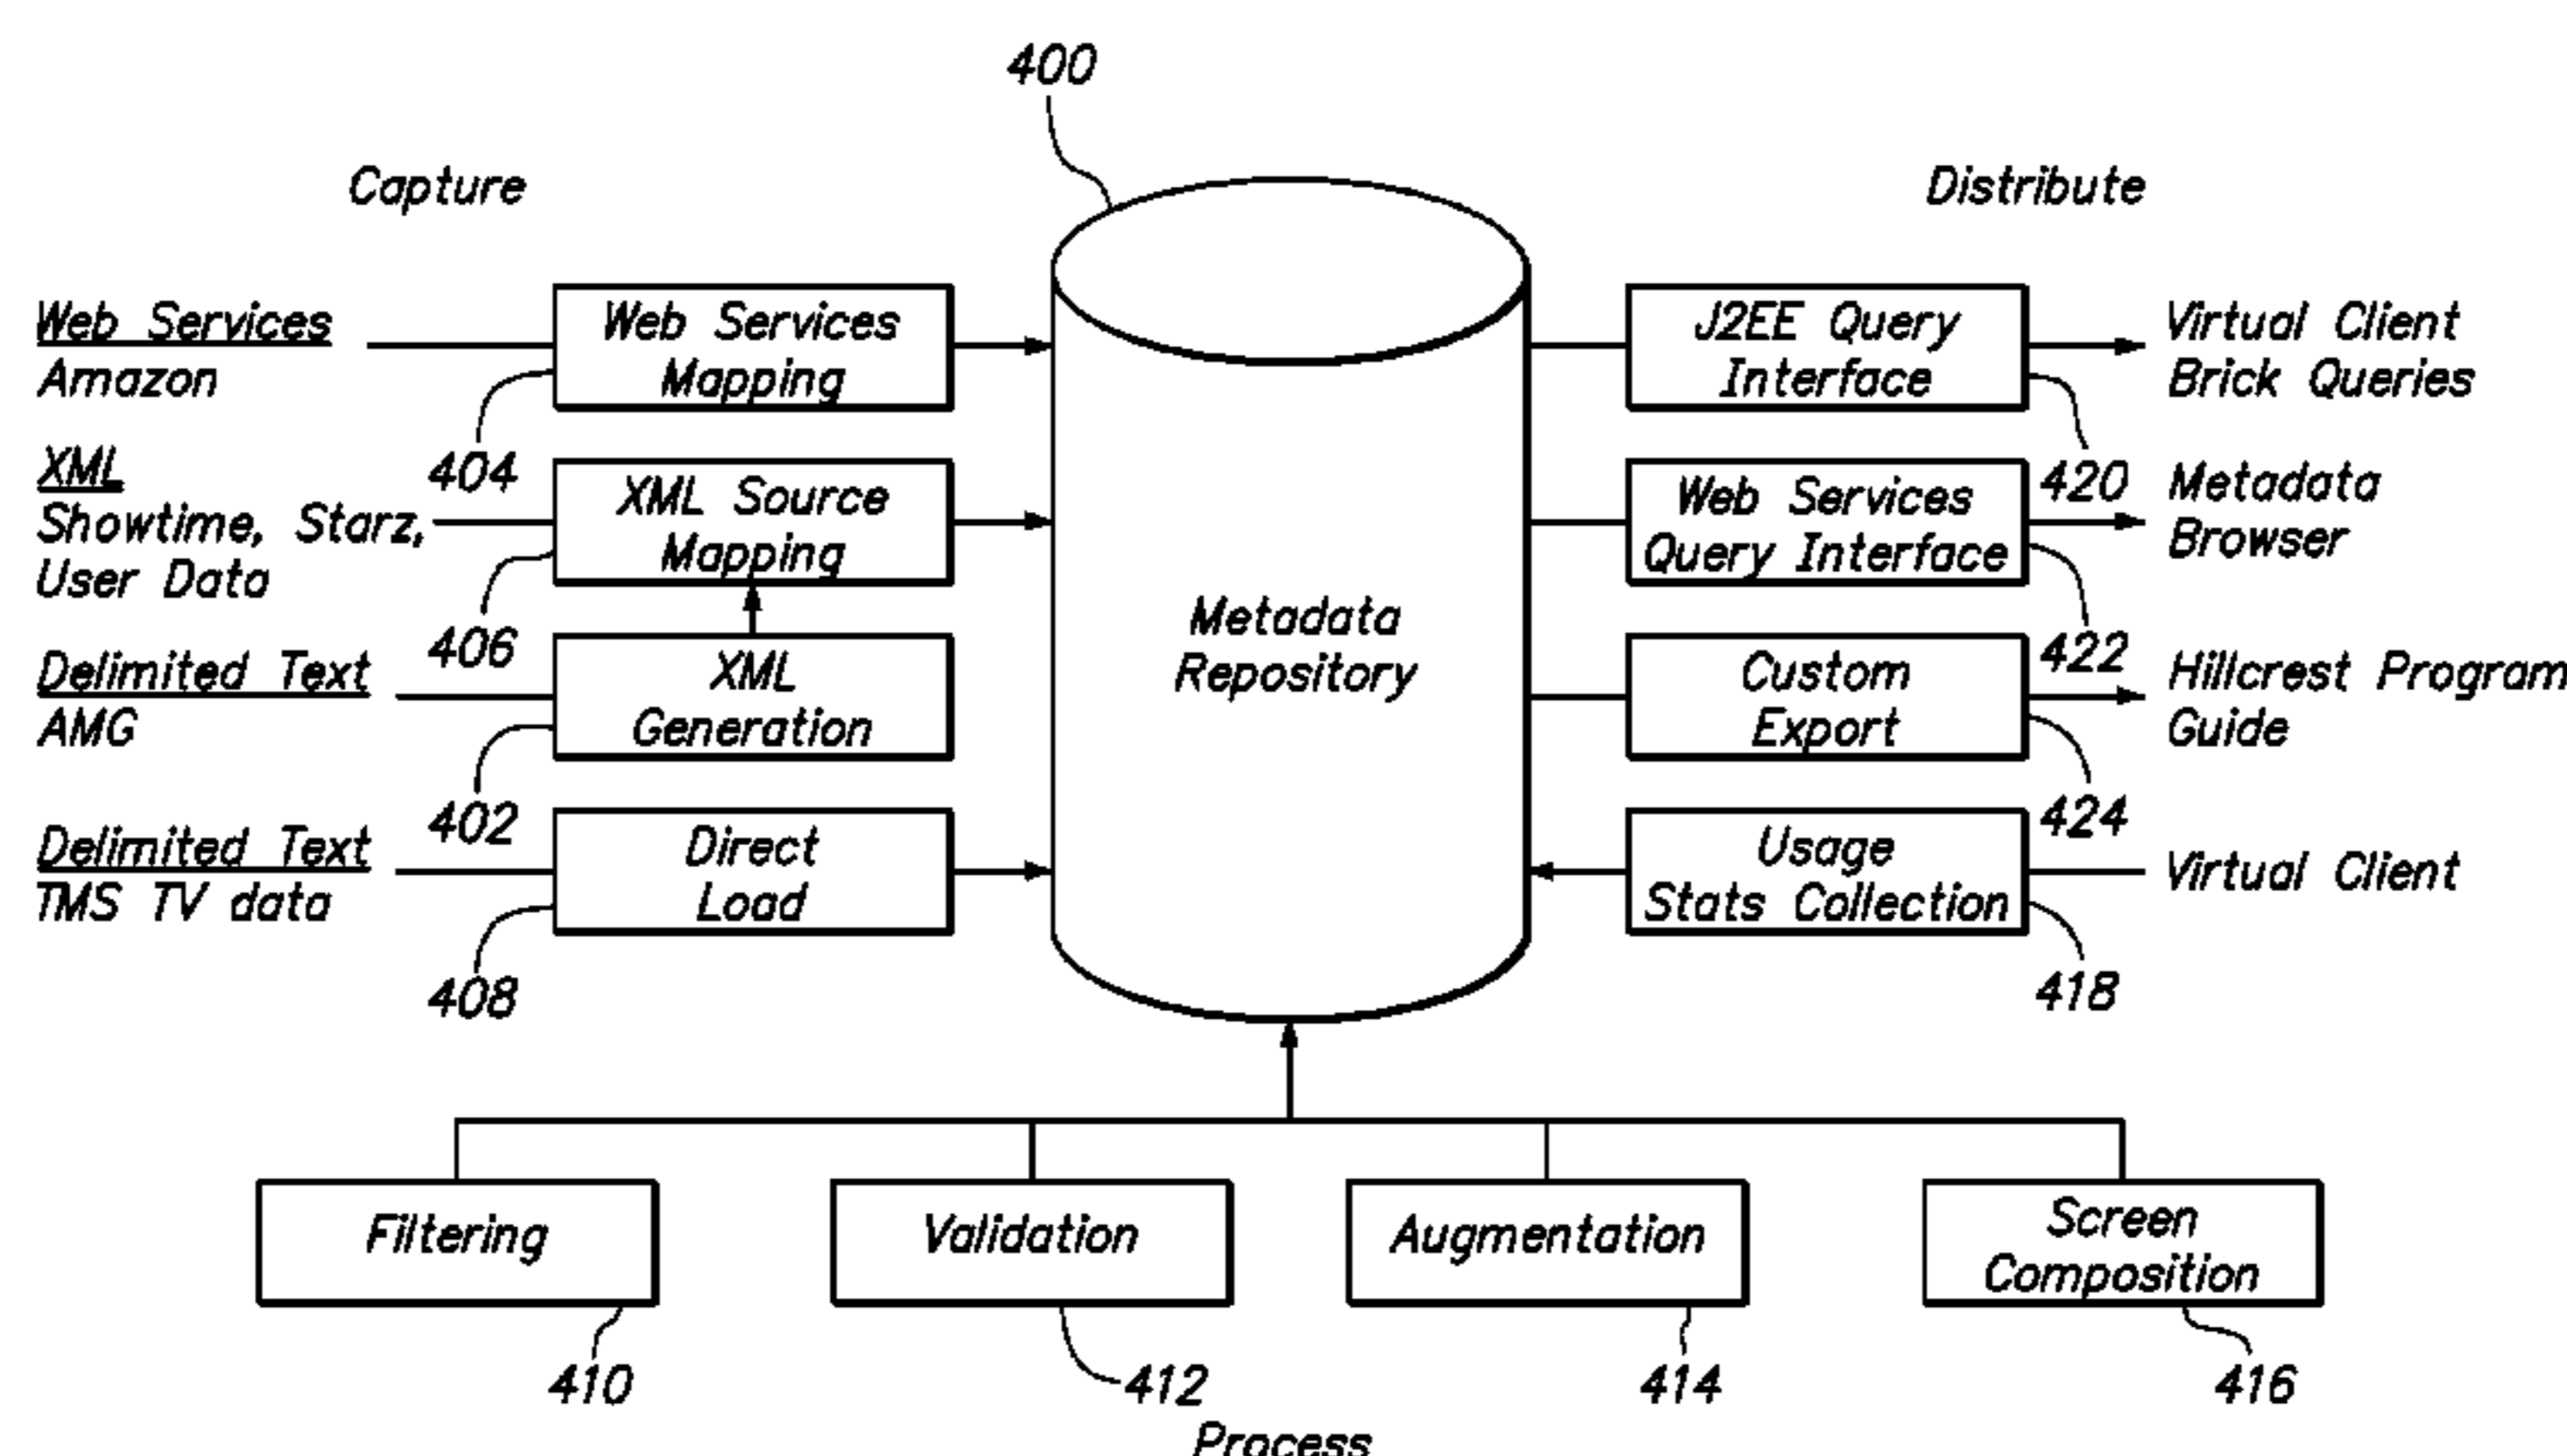 400
Capture
Distribute
Web Services
Amazon
Web Services
Mapping
404
XML
Showtime, Starz,
User Data
XML Source
Mapping
406
Delimited Text
AMG
XML
Generation
402
Delimited Text
TMS TV data
Direct
Load
408
Metadata
Repository
J2EE Query
Interface
Virtual Client
Brick Queries
420
Web Services
Query Interface
Metadata
Browser
422
Custom
Export
Hillcrest Program
Guide
424
Usage
Stats Collection
Virtual Client
418
Filtering
Validation
Augmentation
Screen
Composition
410
412
414
416
Process